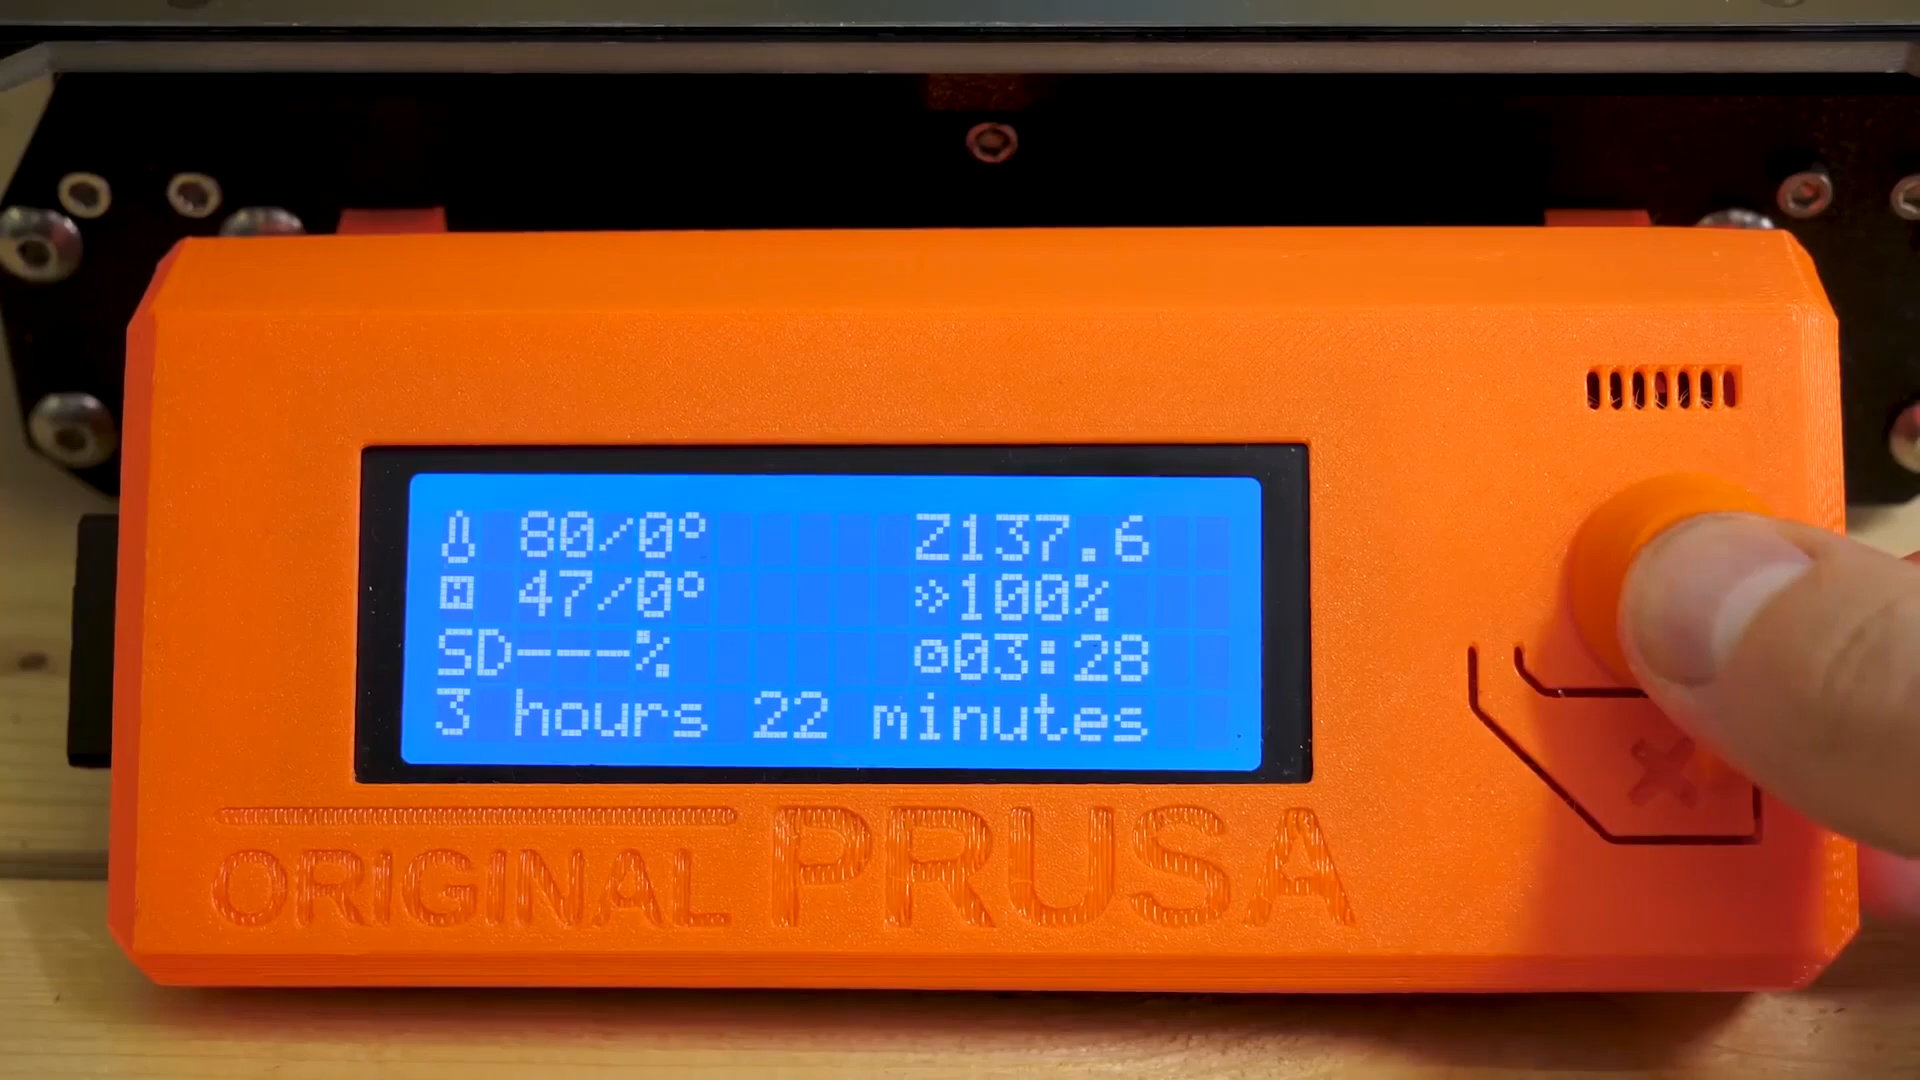 80/0° Z137.6
47/0° 100%
SD---% 03:28
3 hours 22 minutes
ORIGINAL PRUSA